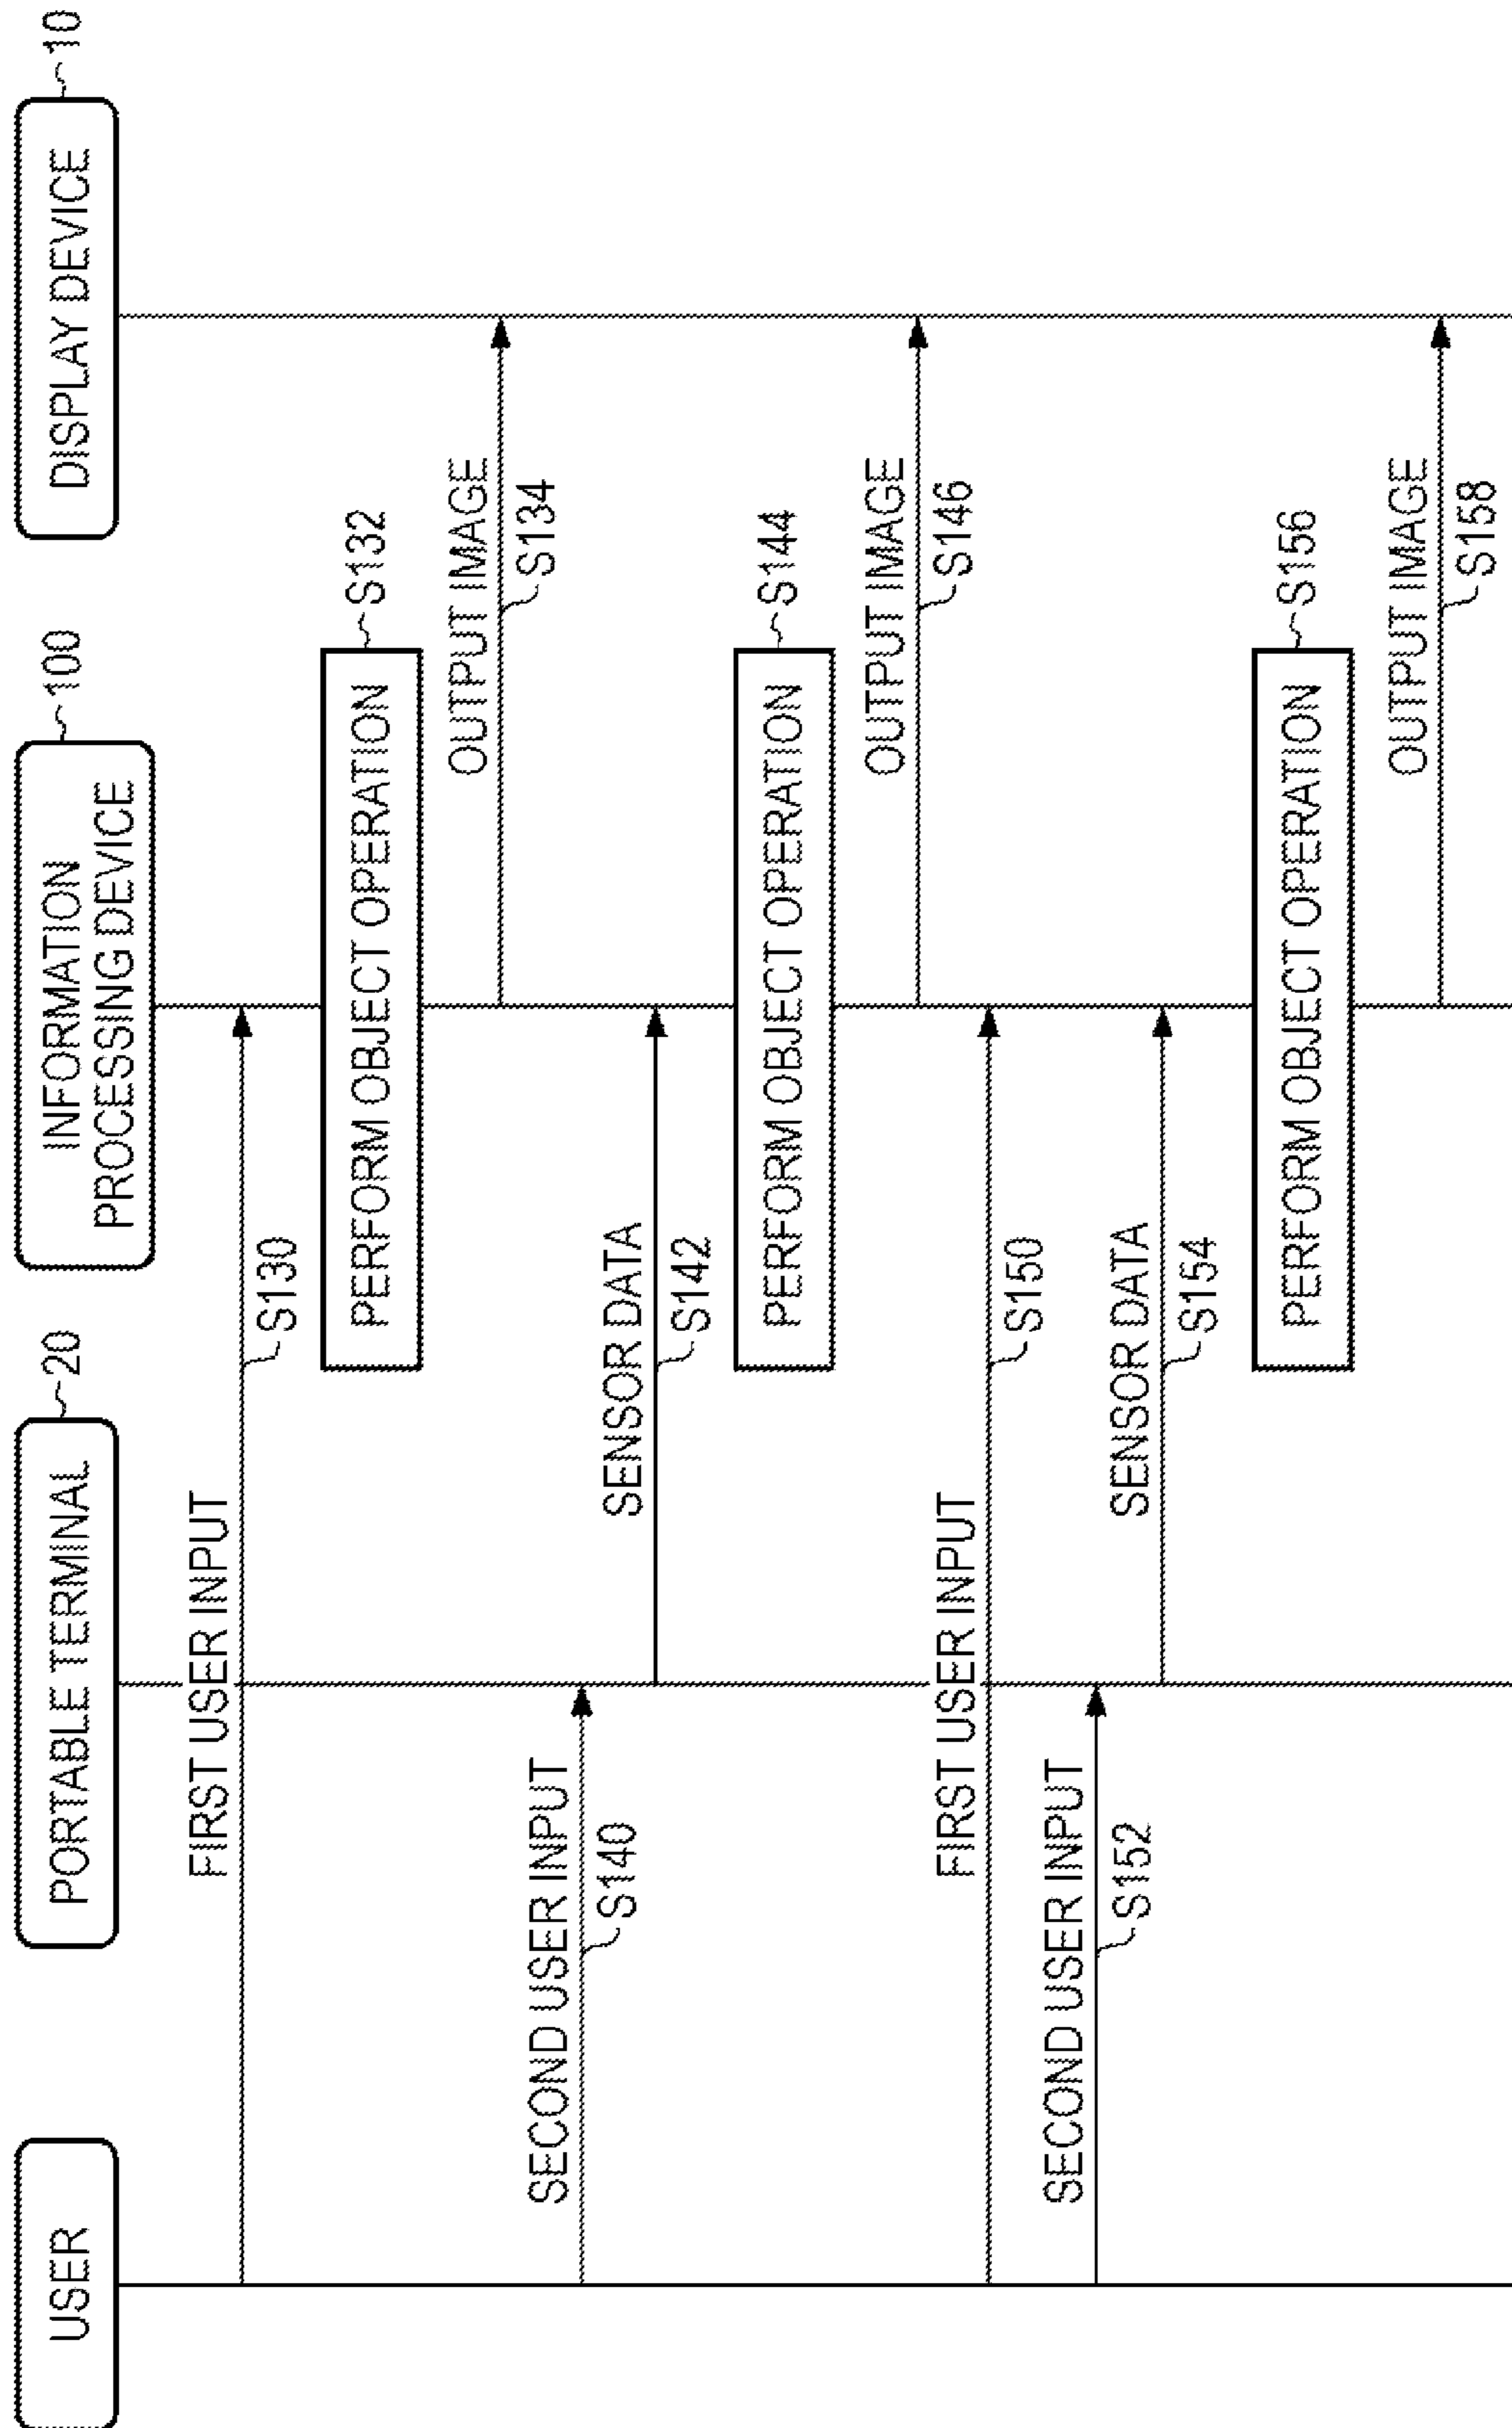 USER
PORTABLE TERMINAL
20
INFORMATION
PROCESSING DEVICE
100
DISPLAY DEVICE
10
FIRST USER INPUT
S130
PERFORM OBJECT OPERATION
S132
OUTPUT IMAGE
S134
SECOND USER INPUT
S140
SENSOR DATA
S142
PERFORM OBJECT OPERATION
S144
OUTPUT IMAGE
S146
FIRST USER INPUT
S150
SECOND USER INPUT
S152
SENSOR DATA
S154
PERFORM OBJECT OPERATION
S156
OUTPUT IMAGE
S158